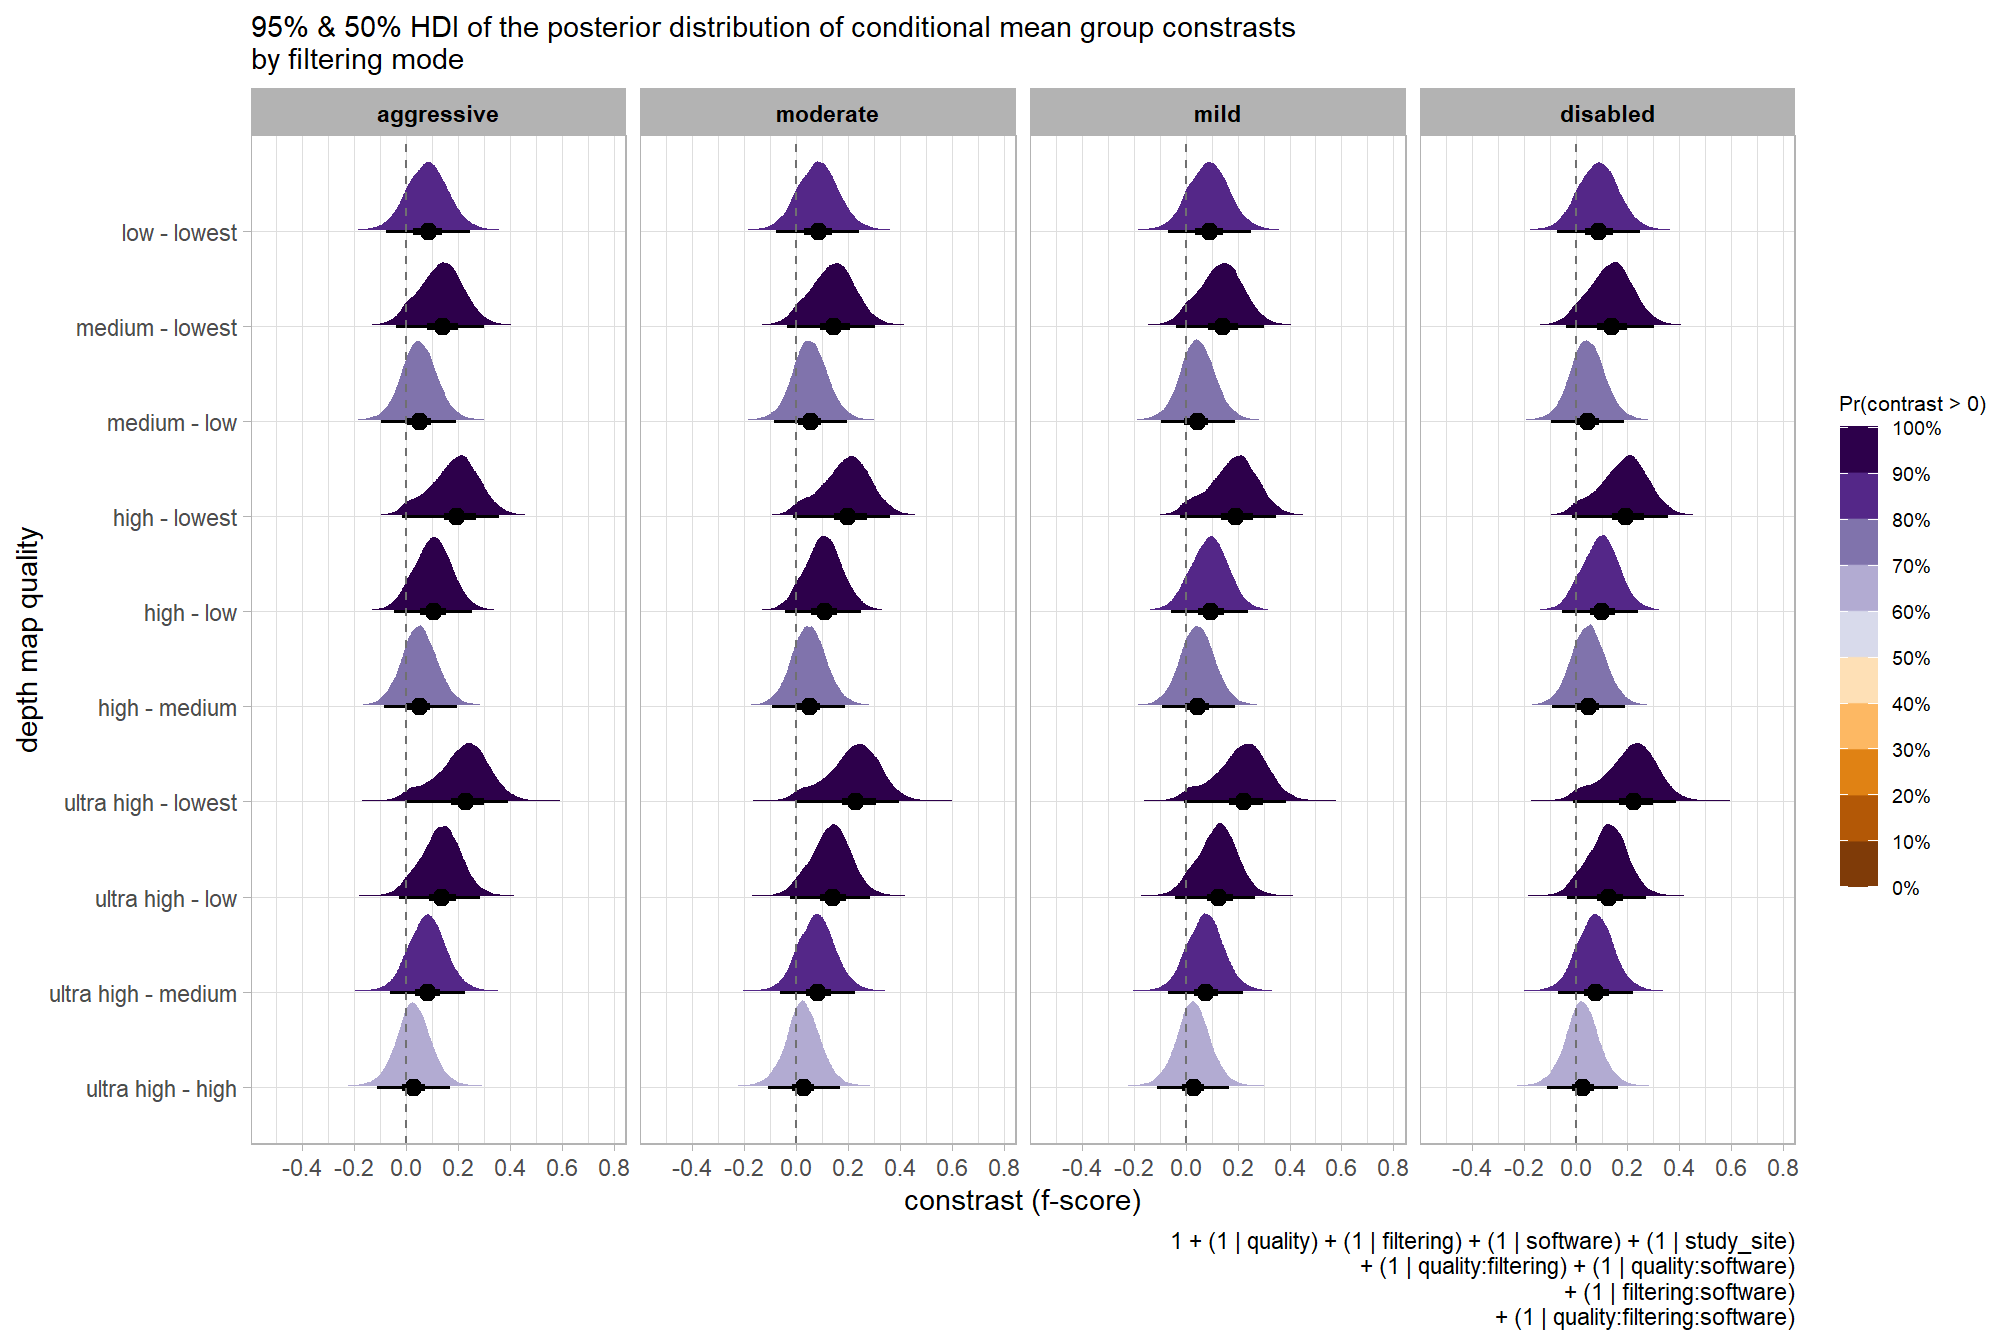 95% & 50% HDI of the posterior distribution of conditional mean group constrasts
by filtering mode
aggressive
moderate
mild
disabled
depth map quality
low - lowest
medium - lowest
medium - low
high - lowest
high - low
high - medium
ultra high - lowest
ultra high - low
ultra high - medium
ultra high - high
-0.4 -0.2 0.0 0.2 0.4 0.6 0.8
-0.4 -0.2 0.0 0.2 0.4 0.6 0.8
-0.4 -0.2 0.0 0.2 0.4 0.6 0.8
-0.4 -0.2 0.0 0.2 0.4 0.6 0.8
constrast (f-score)
Pr(contrast > 0)
100%
90%
80%
70%
60%
50%
40%
30%
20%
10%
0%
1 + (1 | quality) + (1 | filtering) + (1 | software) + (1 | study_site)
+ (1 | quality:filtering) + (1 | quality:software)
+ (1 | filtering:software)
+ (1 | quality:filtering:software)